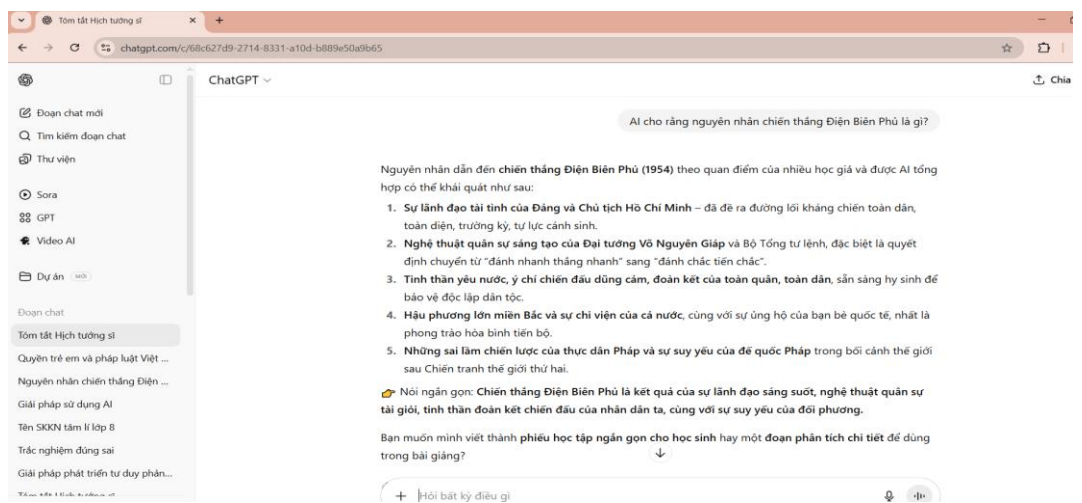 Tóm tắt Hịch tướng sĩ
chatgpt.com/c/68c627d9-2714-8331-a10d-b889e50a9b65
ChatGPT
Chia
Đoạn chat mới
Tìm kiếm đoạn chat
Thư viện
Sora
GPT
Video AI
Dự án MỚI
Đoạn chat
Tóm tắt Hịch tướng sĩ
Quyền trẻ em và pháp luật Việt ...
Nguyên nhân chiến thắng Điện ...
Giải pháp sử dụng AI
Tên SKKN tâm lí lớp 8
Trắc nghiệm đúng sai
Giải pháp phát triển tư duy phản...
Tóm tắt Hịch tướng sĩ
AI cho rằng nguyên nhân chiến thắng Điện Biên Phủ là gì?
Nguyên nhân dẫn đến chiến thắng Điện Biên Phủ (1954) theo quan điểm của nhiều học giả và được AI tổng
hợp có thể khái quát như sau:
1. Sự lãnh đạo tài tình của Đảng và Chủ tịch Hồ Chí Minh – đã đề ra đường lối kháng chiến toàn dân,
toàn diện, trường kỳ, tự lực cánh sinh.
2. Nghệ thuật quân sự sáng tạo của Đại tướng Võ Nguyên Giáp và Bộ Tổng tư lệnh, đặc biệt là quyết
định chuyển từ “đánh nhanh thắng nhanh” sang “đánh chắc tiến chắc”.
3. Tinh thần yêu nước, ý chí chiến đấu dũng cảm, đoàn kết của toàn quân, toàn dân, sẵn sàng hy sinh để
bảo vệ độc lập dân tộc.
4. Hậu phương lớn miền Bắc và sự chi viện của cả nước, cùng với sự ủng hộ của bạn bè quốc tế, nhất là
phong trào hòa bình tiến bộ.
5. Những sai lầm chiến lược của thực dân Pháp và sự suy yếu của đế quốc Pháp trong bối cảnh thế giới
sau Chiến tranh thế giới thứ hai.
👉 Nói ngắn gọn: Chiến thắng Điện Biên Phủ là kết quả của sự lãnh đạo sáng suốt, nghệ thuật quân sự
tài giỏi, tinh thần đoàn kết chiến đấu của nhân dân ta, cùng với sự suy yếu của đối phương.
Bạn muốn mình viết thành phiếu học tập ngắn gọn cho học sinh hay một đoạn phân tích chi tiết để dùng
trong bài giảng?
Hỏi bất kỳ điều gì